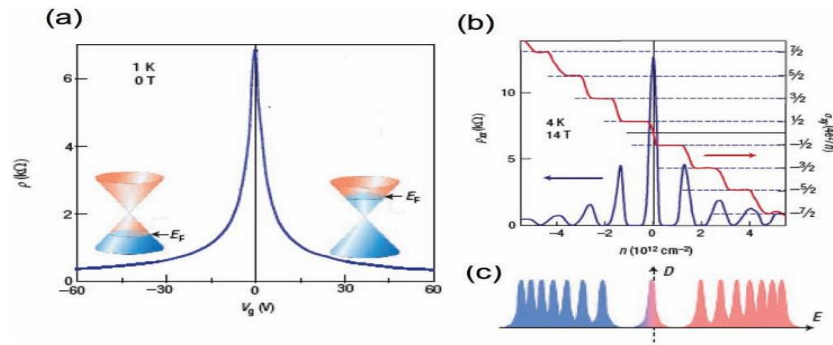 (a)
1 K
0 T
ρ (kΩ)
6
4
2
0
E_F
E_F
−60
−30
0
30
60
V_g (V)
(b)
ρ_xx (kΩ)
10
5
0
4 K
14 T
7/2
5/2
3/2
1/2
−1/2
−3/2
−5/2
−7/2
σ_xy (4e²/h)
−4
−2
0
2
4
n (10¹² cm⁻²)
(c)
D
E